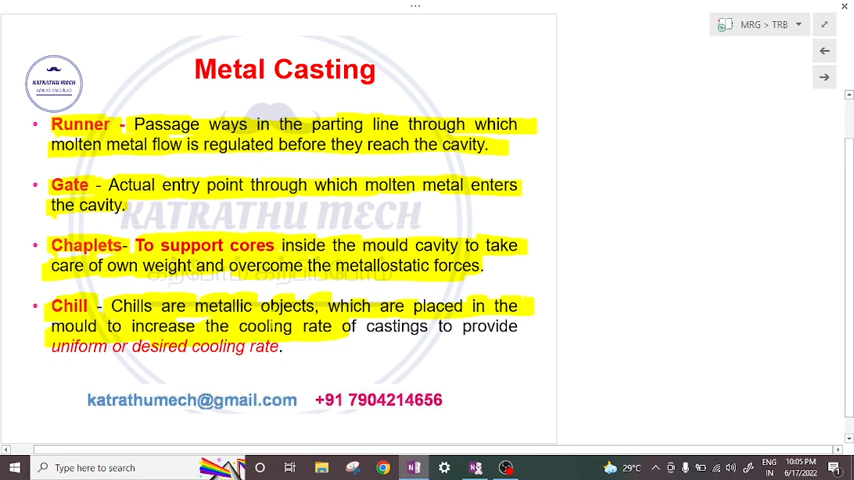 MRG > TRB
Metal Casting
KATRATHU MECH
• Runner - Passage ways in the parting line through which
molten metal flow is regulated before they reach the cavity.
• Gate - Actual entry point through which molten metal enters
the cavity.
KATRATHU MECH
• Chaplets- To support cores inside the mould cavity to take
care of own weight and overcome the metallostatic forces.
• Chill - Chills are metallic objects, which are placed in the
mould to increase the cooling rate of castings to provide
uniform or desired cooling rate.
katrathumech@gmail.com +91 7904214656
Type here to search
29°C
ENG
IN
10:05 PM
6/17/2022